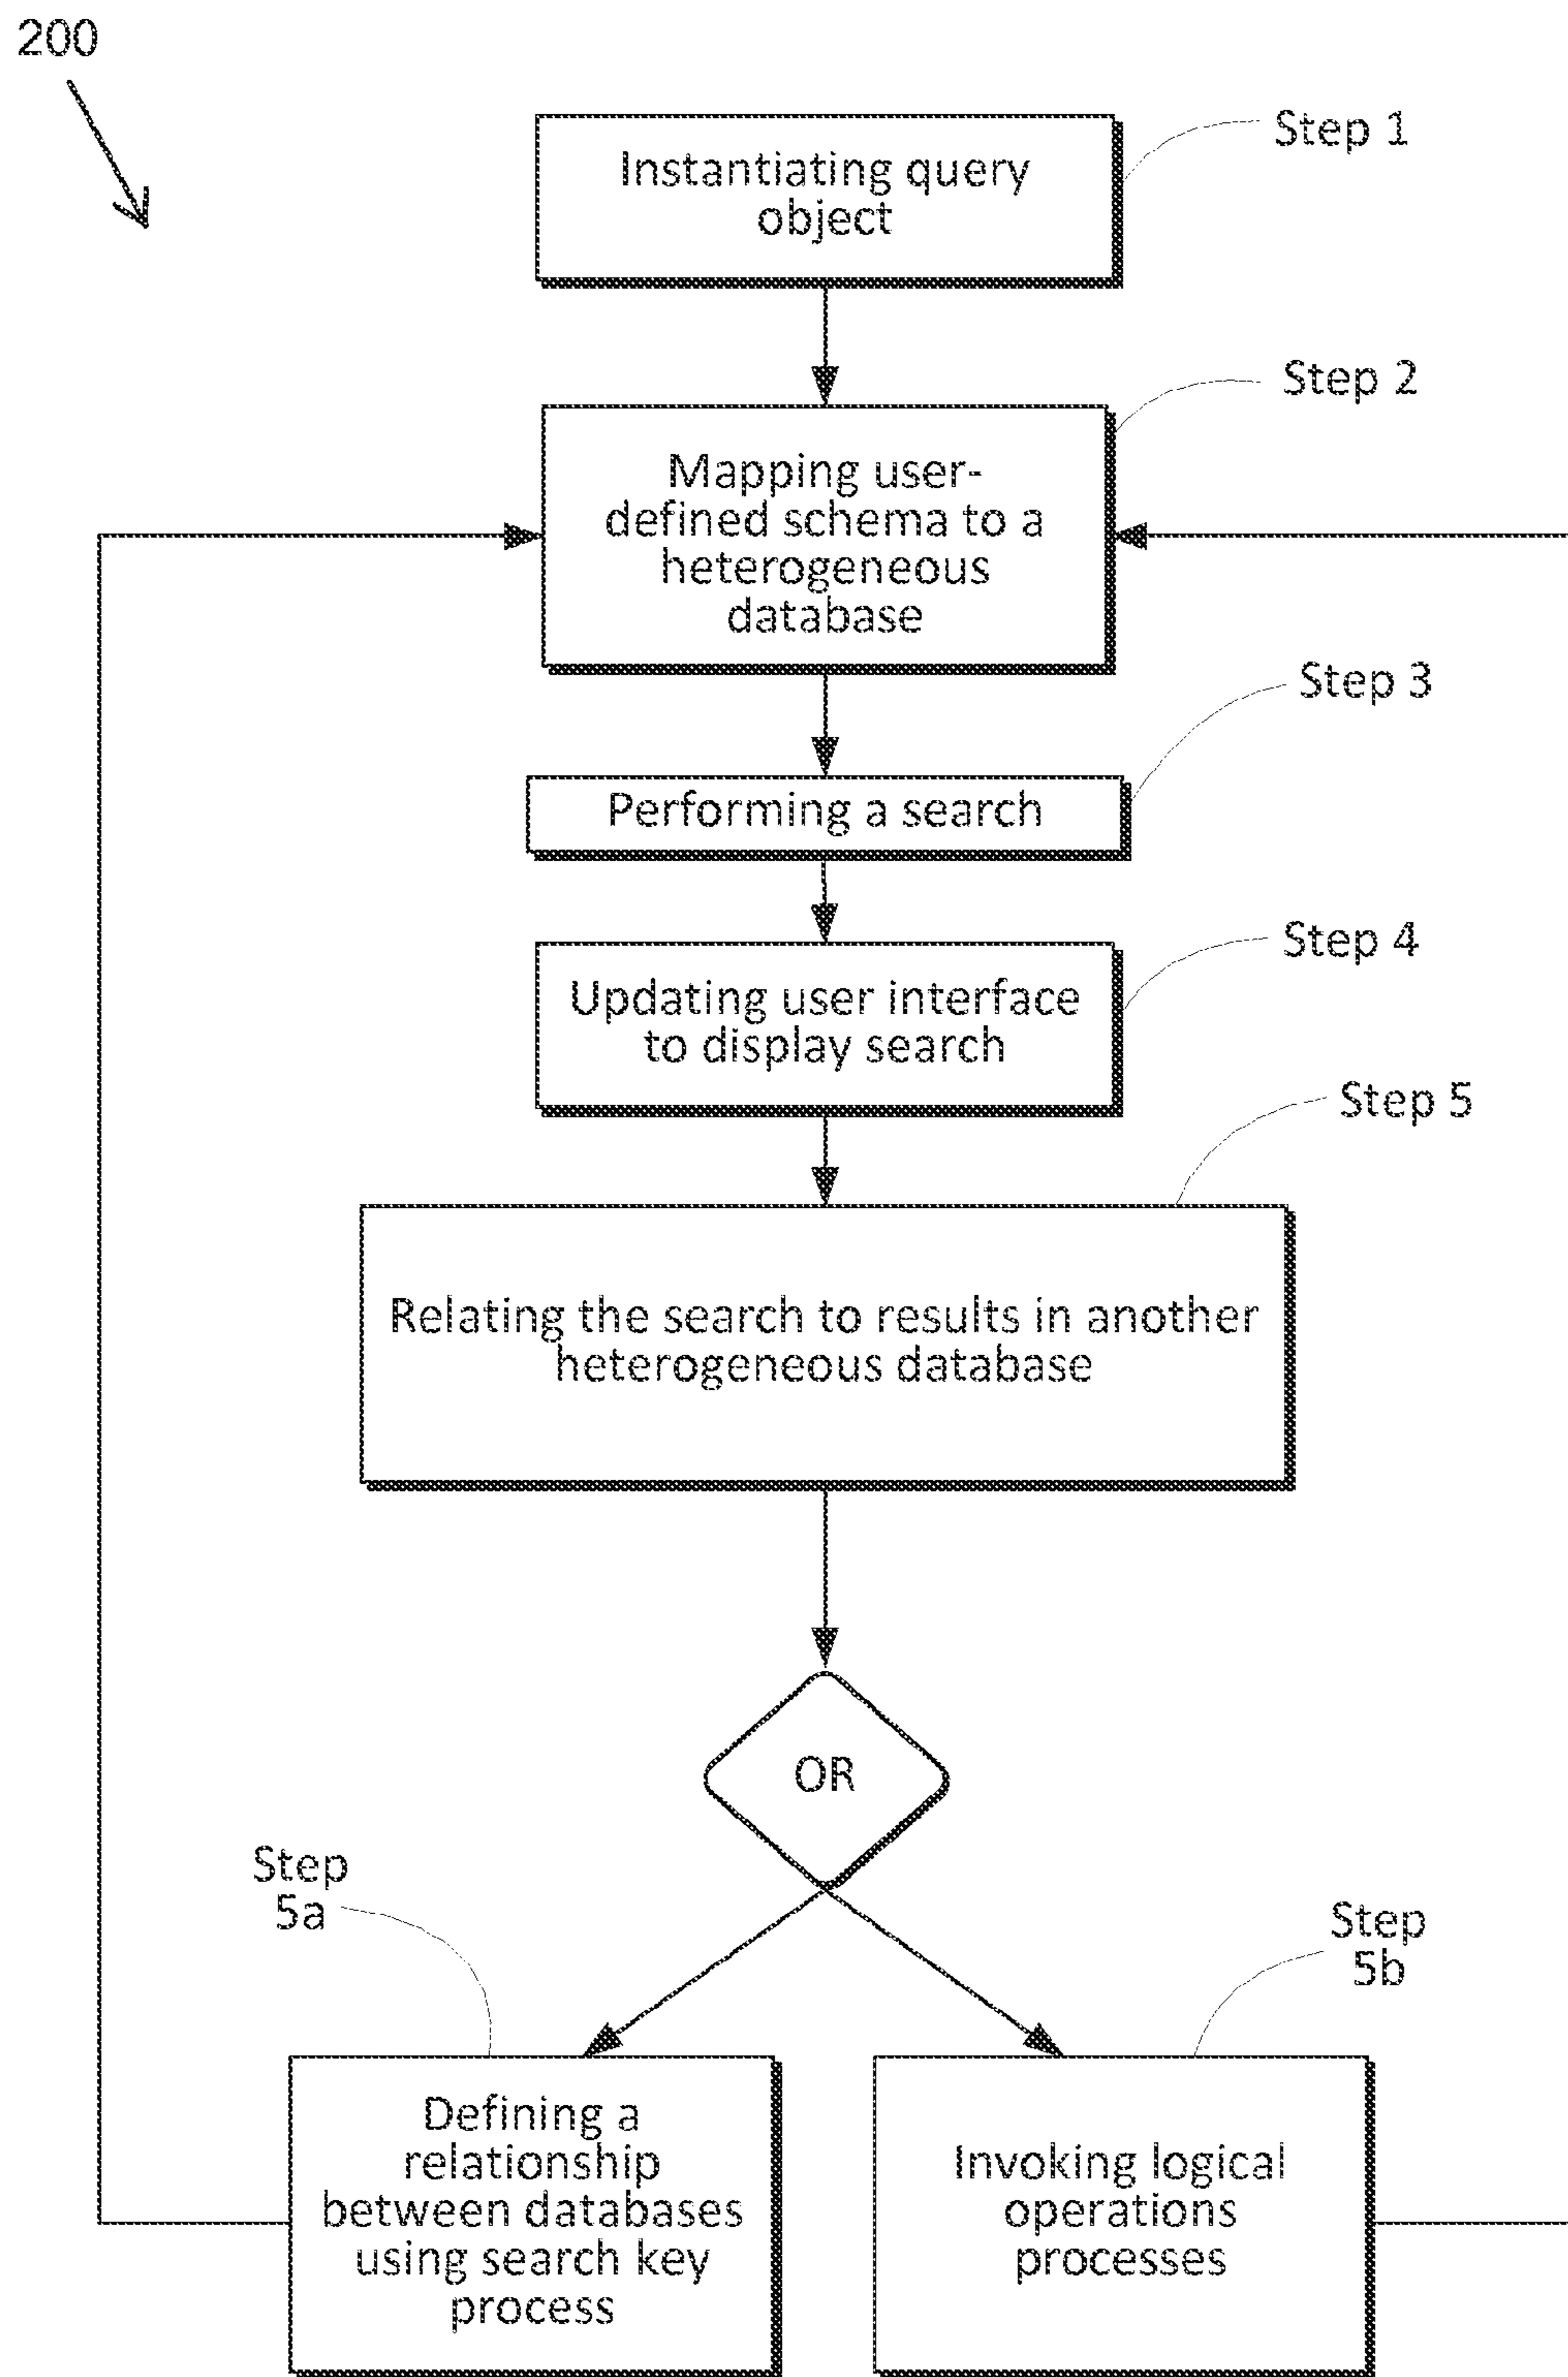 200
Step 1
Instantiating query
object
Step 2
Mapping user-
defined schema to a
heterogeneous
database
Step 3
Performing a search
Step 4
Updating user interface
to display search
Step 5
Relating the search to results in another
heterogeneous database
OR
Step
5a
Step
5b
Defining a
relationship
between databases
using search key
process
Invoking logical
operations
processes